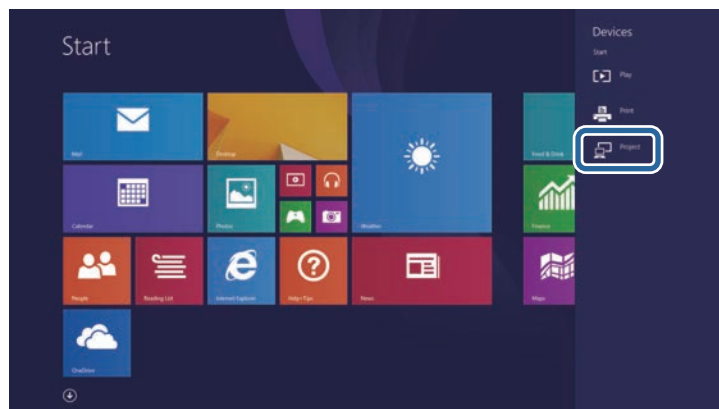 Start
Devices
Start
Play
Print
Project
Mail
Desktop
Weather
Food & Drink
Calendar
Photos
Finance
People
Reading List
Internet Explorer
Help+Tips
News
Maps
OneDrive